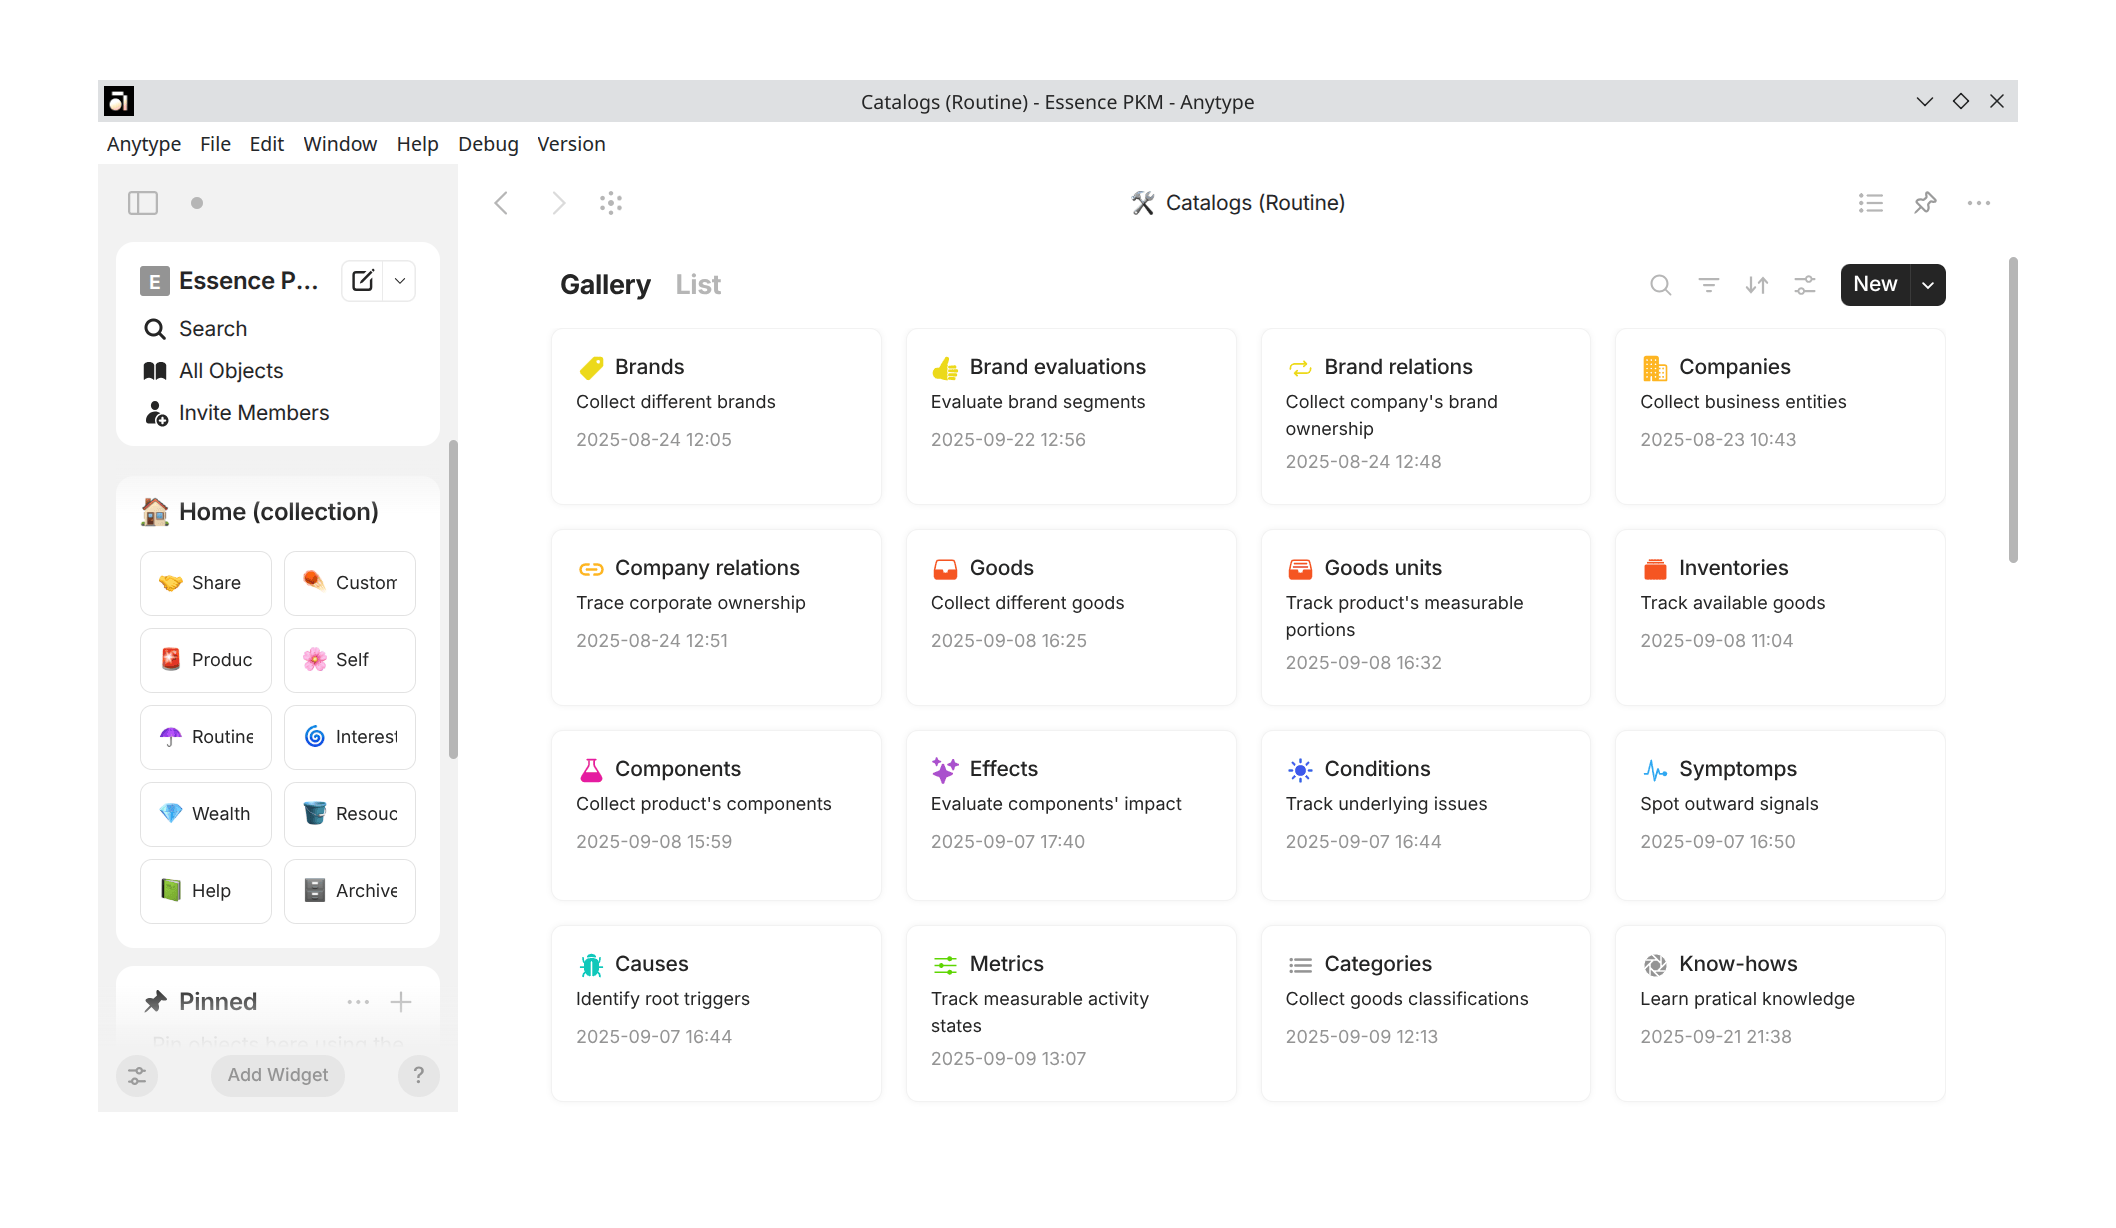 Catalogs (Routine) - Essence PKM - Anytype
Anytype File Edit Window Help Debug Version
Catalogs (Routine)
E Essence P...
Search
All Objects
Invite Members
Home (collection)
Share
Custom
Produc
Self
Routine
Interest
Wealth
Resouc
Help
Archive
Pinned
Pin objects here using the
Add Widget
?
Gallery List
New
Brands
Collect different brands
2025-08-24 12:05
Brand evaluations
Evaluate brand segments
2025-09-22 12:56
Brand relations
Collect company's brand
ownership
2025-08-24 12:48
Companies
Collect business entities
2025-08-23 10:43
Company relations
Trace corporate ownership
2025-08-24 12:51
Goods
Collect different goods
2025-09-08 16:25
Goods units
Track product's measurable
portions
2025-09-08 16:32
Inventories
Track available goods
2025-09-08 11:04
Components
Collect product's components
2025-09-08 15:59
Effects
Evaluate components' impact
2025-09-07 17:40
Conditions
Track underlying issues
2025-09-07 16:44
Symptomps
Spot outward signals
2025-09-07 16:50
Causes
Identify root triggers
2025-09-07 16:44
Metrics
Track measurable activity
states
2025-09-09 13:07
Categories
Collect goods classifications
2025-09-09 12:13
Know-hows
Learn pratical knowledge
2025-09-21 21:38